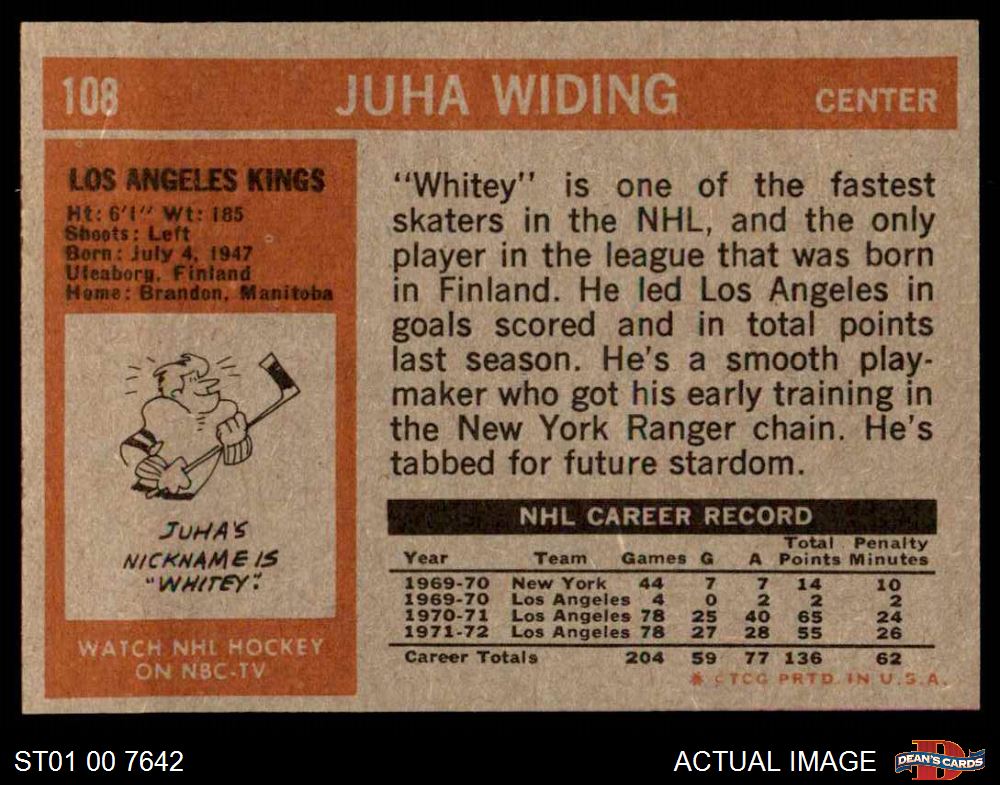 108 JUHA WIDING CENTER
LOS ANGELES KINGS
Ht: 6'1" Wt: 185
Shoots: Left
Born: July 4, 1947
Uleaborg, Finland
Home: Brandon, Manitoba
JUHA'S
NICKNAME IS
"WHITEY".
WATCH NHL HOCKEY
ON NBC-TV
"Whitey" is one of the fastest
skaters in the NHL, and the only
player in the league that was born
in Finland. He led Los Angeles in
goals scored and in total points
last season. He's a smooth play-
maker who got his early training in
the New York Ranger chain. He's
tabbed for future stardom.
NHL CAREER RECORD
Total Penalty
Year Team Games G A Points Minutes
1969-70 New York 44 7 7 14 10
1969-70 Los Angeles 4 0 2 2 2
1970-71 Los Angeles 78 25 40 65 24
1971-72 Los Angeles 78 27 28 55 26
Career Totals 204 59 77 136 62
* © TCG PRTD. IN U.S.A.
ST01 00 7642 ACTUAL IMAGE DEAN'S CARDS